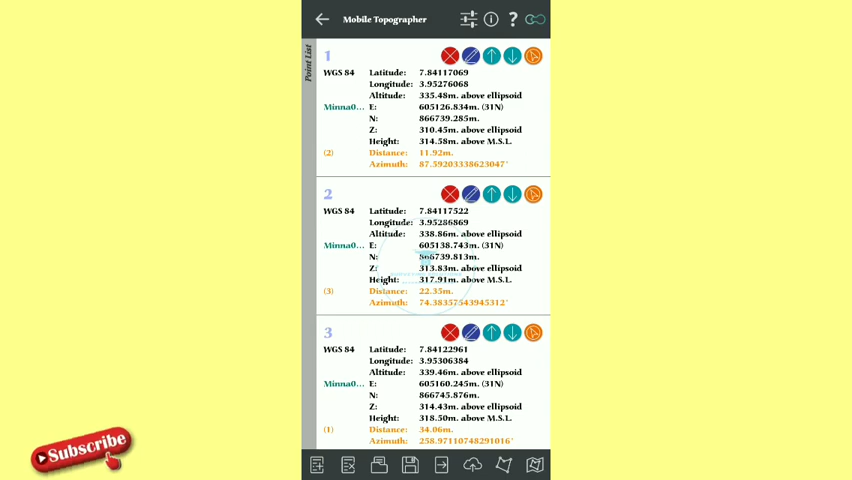 Mobile Topographer
?
Point List
1
WGS 84 Latitude: 7.84117069
Longitude: 3.95276068
Altitude: 335.48m. above ellipsoid
Minna0... E: 605126.834m. (31N)
N: 866739.285m.
Z: 310.45m. above ellipsoid
Height: 314.58m. above M.S.L.
(2) Distance: 11.92m.
Azimuth: 87.59203338623047°
2
WGS 84 Latitude: 7.84117522
Longitude: 3.95286869
Altitude: 338.86m. above ellipsoid
Minna0... E: 605138.743m. (31N)
N: 866739.813m.
Z: 313.83m. above ellipsoid
Height: 317.91m. above M.S.L.
(3) Distance: 22.35m.
Azimuth: 74.38357543945312°
3
WGS 84 Latitude: 7.84122961
Longitude: 3.95306384
Altitude: 339.46m. above ellipsoid
Minna0... E: 605160.245m. (31N)
N: 866745.876m.
Z: 314.43m. above ellipsoid
Height: 318.50m. above M.S.L.
(1) Distance: 34.06m.
Azimuth: 258.97110748291016°
Subscribe